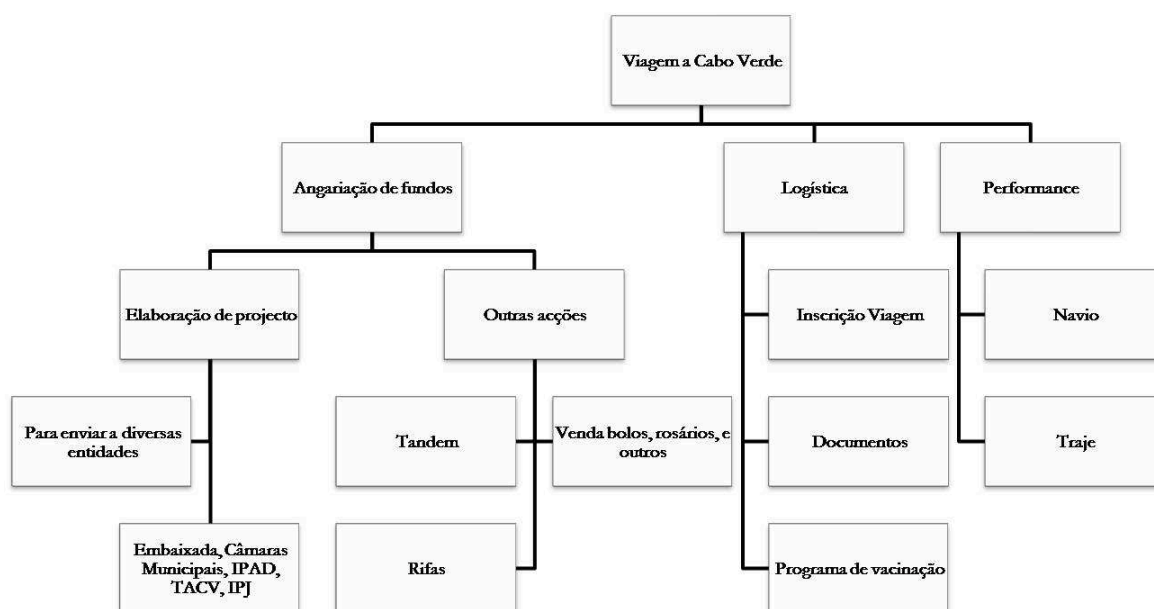 Viagem a Cabo Verde
Angariação de fundos
Logística
Performance
Elaboração de projecto
Outras acções
Inscrição Viagem
Navio
Para enviar a diversas
entidades
Tandem
Venda bolos, rosários, e
outros
Documentos
Traje
Embaixada, Câmaras
Municipais, IPAD,
TACV, IPJ
Rifas
Programa de vacinação